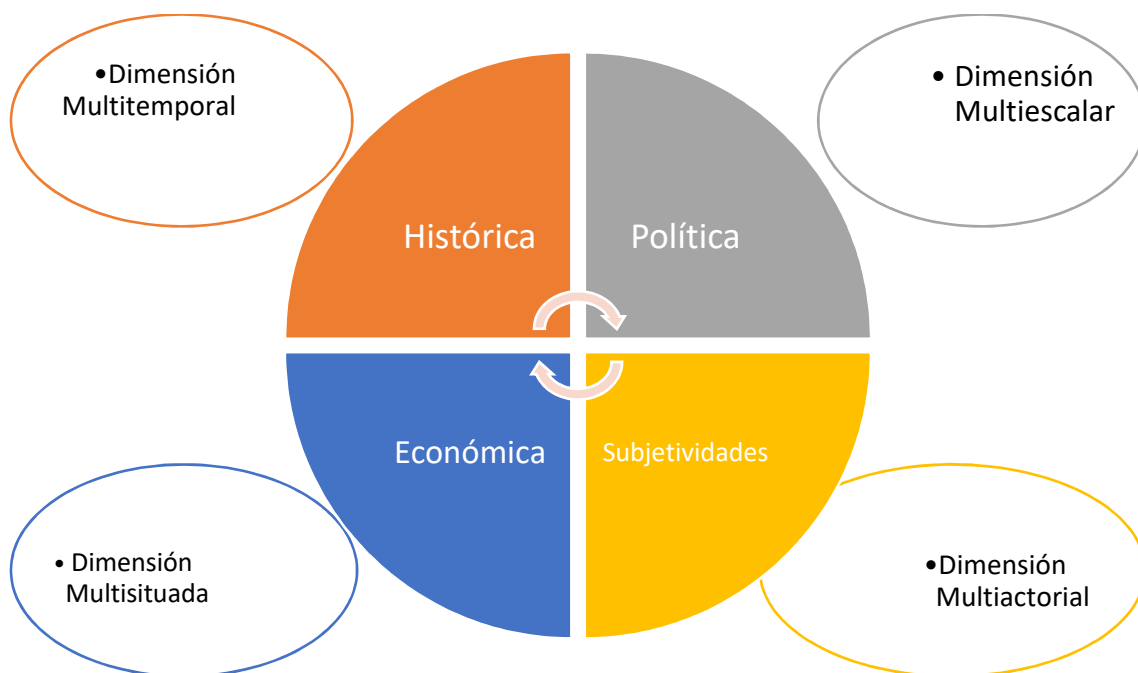 •Dimensión
Multitemporal
• Dimensión
Multiescalar
Histórica
Política
Económica
Subjetividades
• Dimensión
Multisituada
•Dimensión
Multiactorial